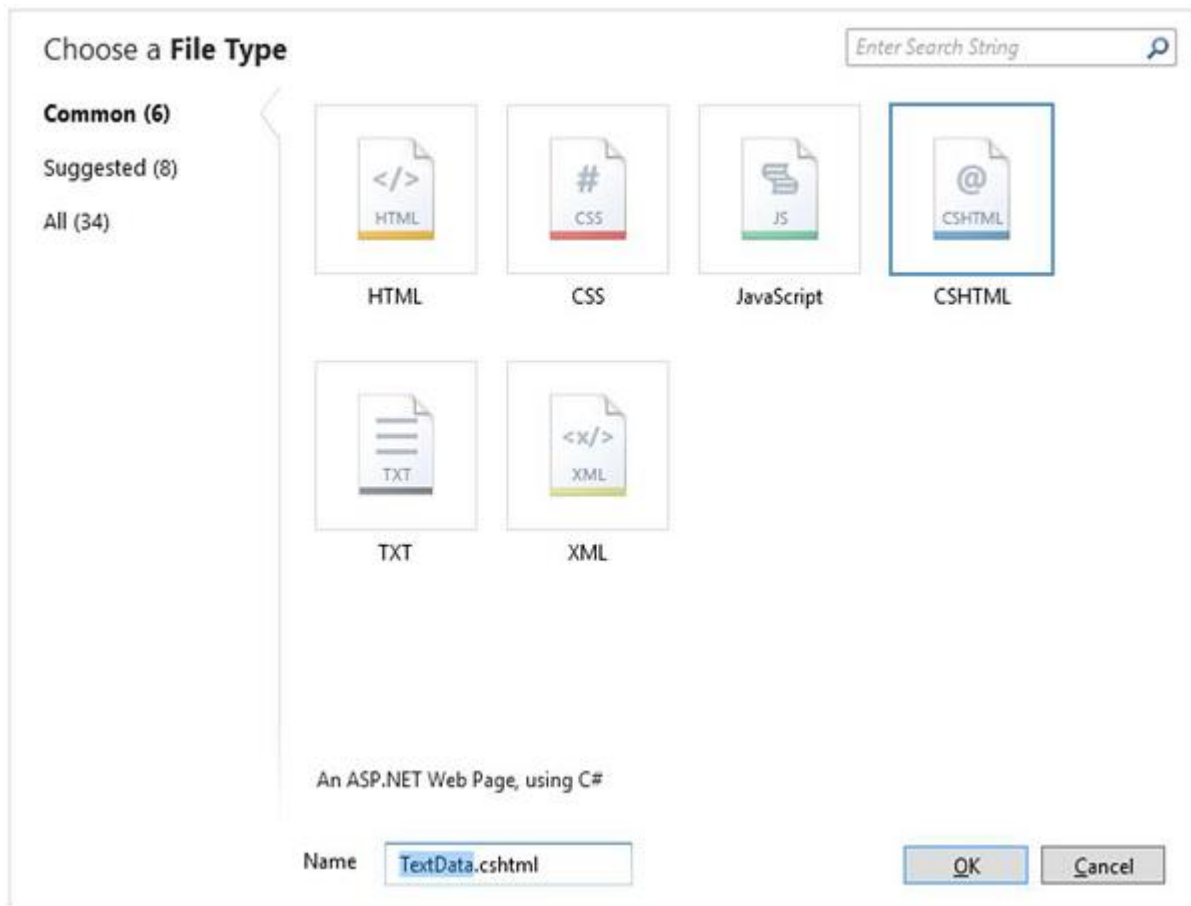 Choose a File Type
Enter Search String
Common (6)
Suggested (8)
All (34)
</> # @
HTML CSS JS CSHTML
HTML CSS JavaScript CSHTML
<x/>
TXT XML
TXT XML
An ASP.NET Web Page, using C#
Name TextData.cshtml OK Cancel